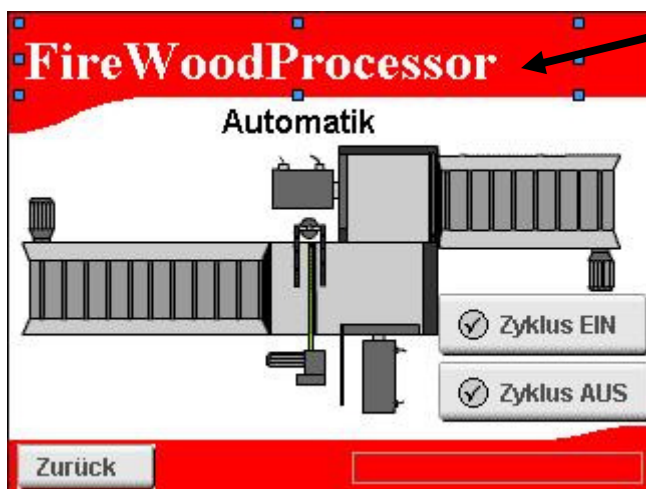 FireWoodProcessor
Automatik
Zyklus EIN
Zyklus AUS
Zurück